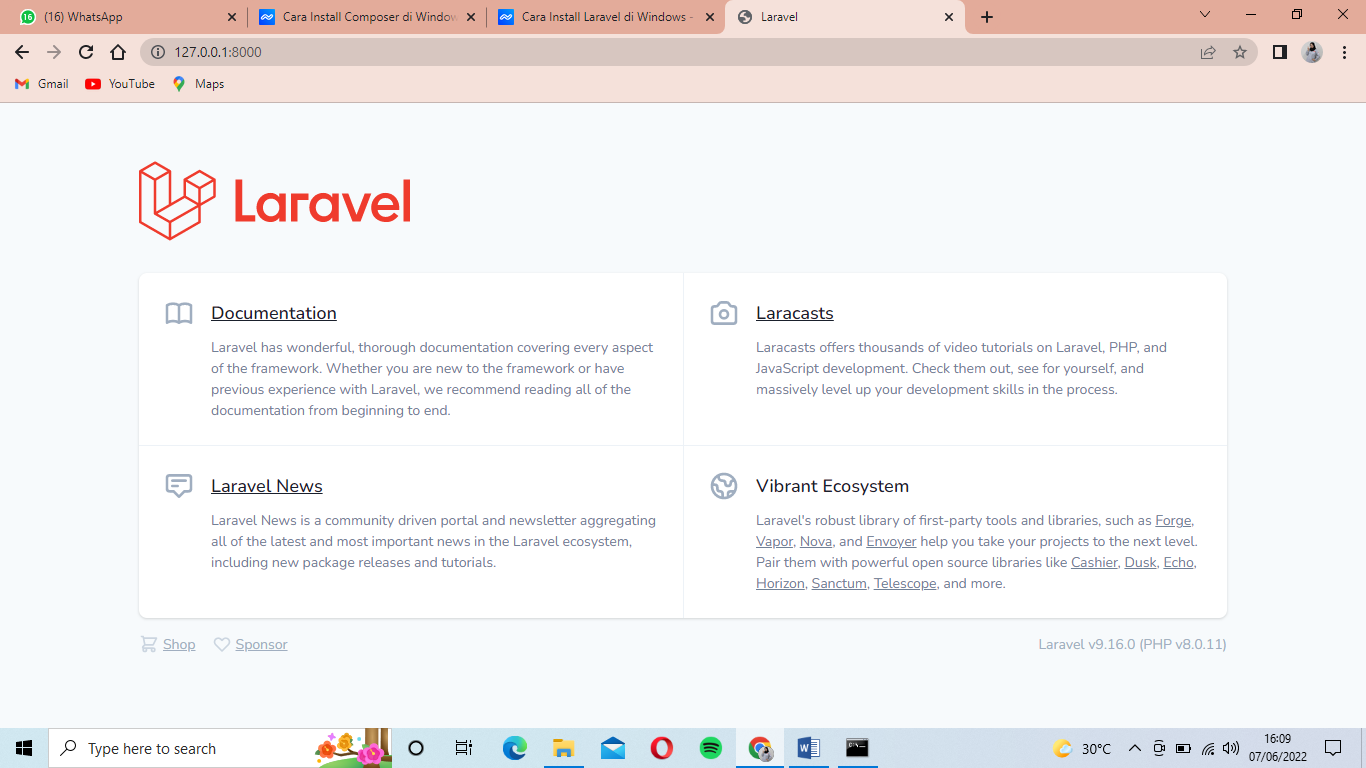 (16) WhatsApp
Cara Install Composer di Window
Cara Install Laravel di Windows -
Laravel
127.0.0.1:8000
Gmail
YouTube
Maps
Laravel
Documentation
Laravel has wonderful, thorough documentation covering every aspect
of the framework. Whether you are new to the framework or have
previous experience with Laravel, we recommend reading all of the
documentation from beginning to end.
Laracasts
Laracasts offers thousands of video tutorials on Laravel, PHP, and
JavaScript development. Check them out, see for yourself, and
massively level up your development skills in the process.
Laravel News
Laravel News is a community driven portal and newsletter aggregating
all of the latest and most important news in the Laravel ecosystem,
including new package releases and tutorials.
Vibrant Ecosystem
Laravel's robust library of first-party tools and libraries, such as Forge,
Vapor, Nova, and Envoyer help you take your projects to the next level.
Pair them with powerful open source libraries like Cashier, Dusk, Echo,
Horizon, Sanctum, Telescope, and more.
Shop
Sponsor
Laravel v9.16.0 (PHP v8.0.11)
Type here to search
30°C
16:09
07/06/2022